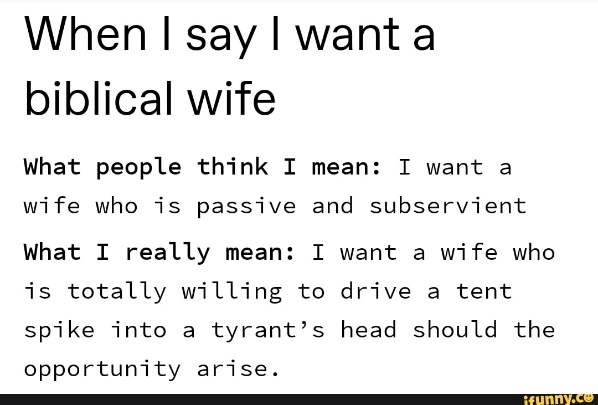 When I say I want a
biblical wife
What people think I mean: I want a
wife who is passive and subservient
What I really mean: I want a wife who
is totally willing to drive a tent
spike into a tyrant’s head should the
opportunity arise.
ifunny.co